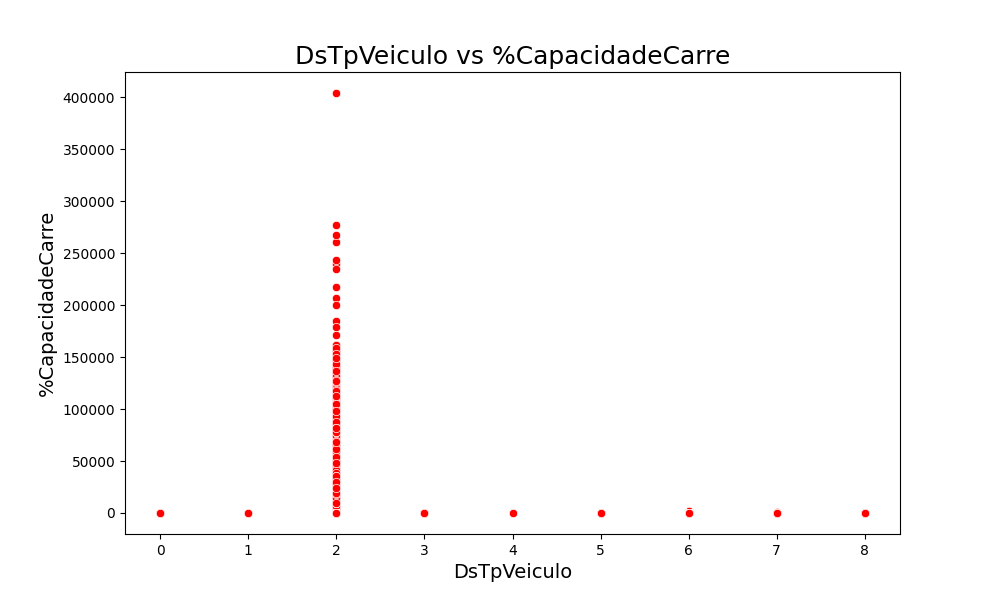 DsTpVeiculo vs %CapacidadeCarre
400000
350000
300000
250000
200000
150000
100000
50000
0
%CapacidadeCarre
0 1 2 3 4 5 6 7 8
DsTpVeiculo